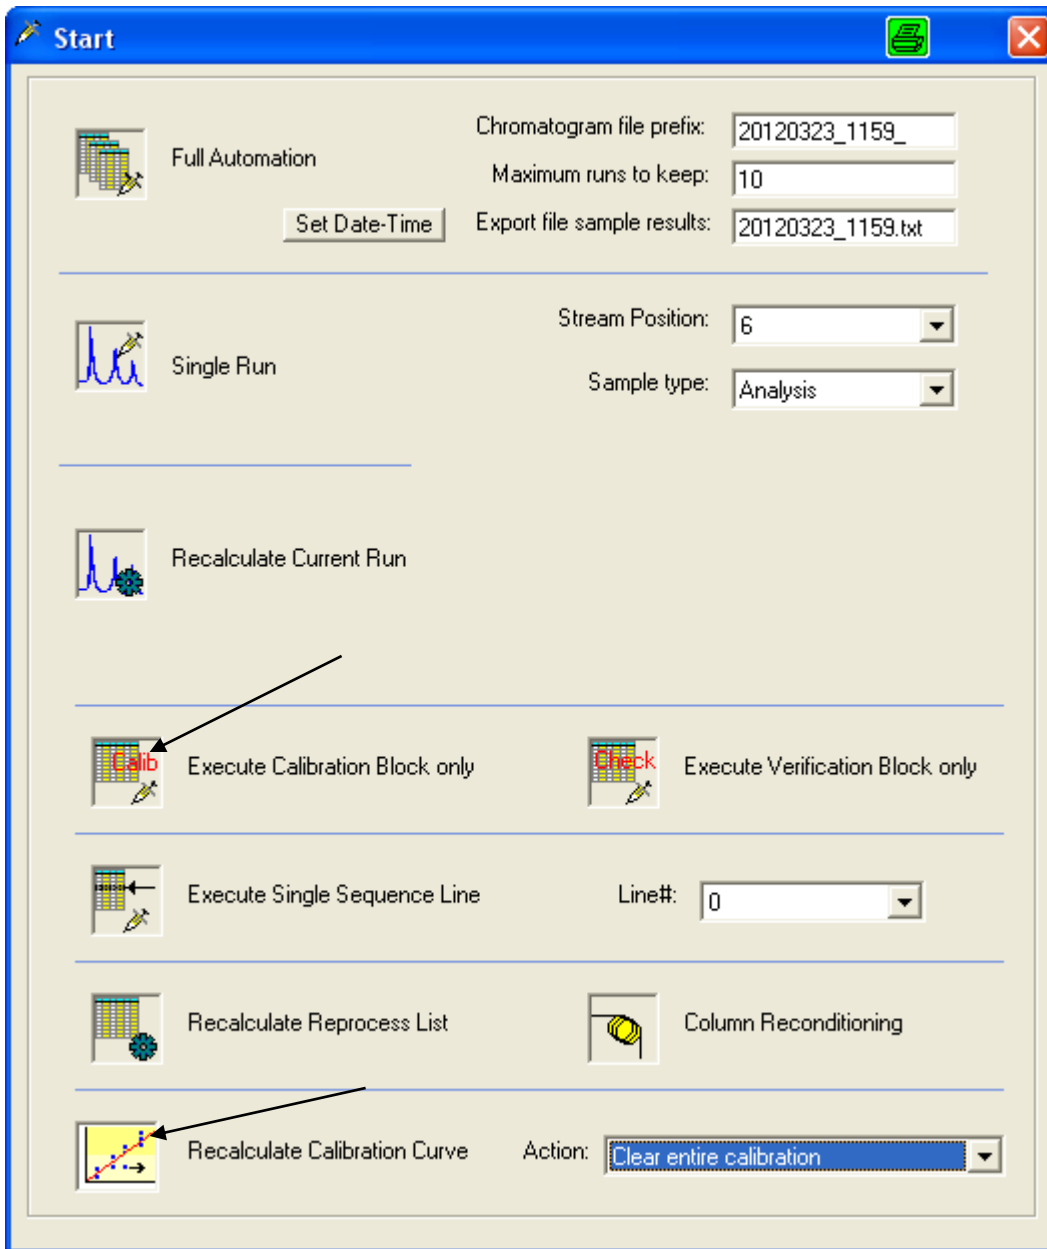 Start
Full Automation
Chromatogram file prefix: 20120323_1159_
Maximum runs to keep: 10
Set Date-Time
Export file sample results: 20120323_1159.txt
Single Run
Stream Position: 6
Sample type: Analysis
Recalculate Current Run
Calib Execute Calibration Block only
Check Execute Verification Block only
Execute Single Sequence Line
Line#: 0
Recalculate Reprocess List
Column Reconditioning
Recalculate Calibration Curve
Action: Clear entire calibration